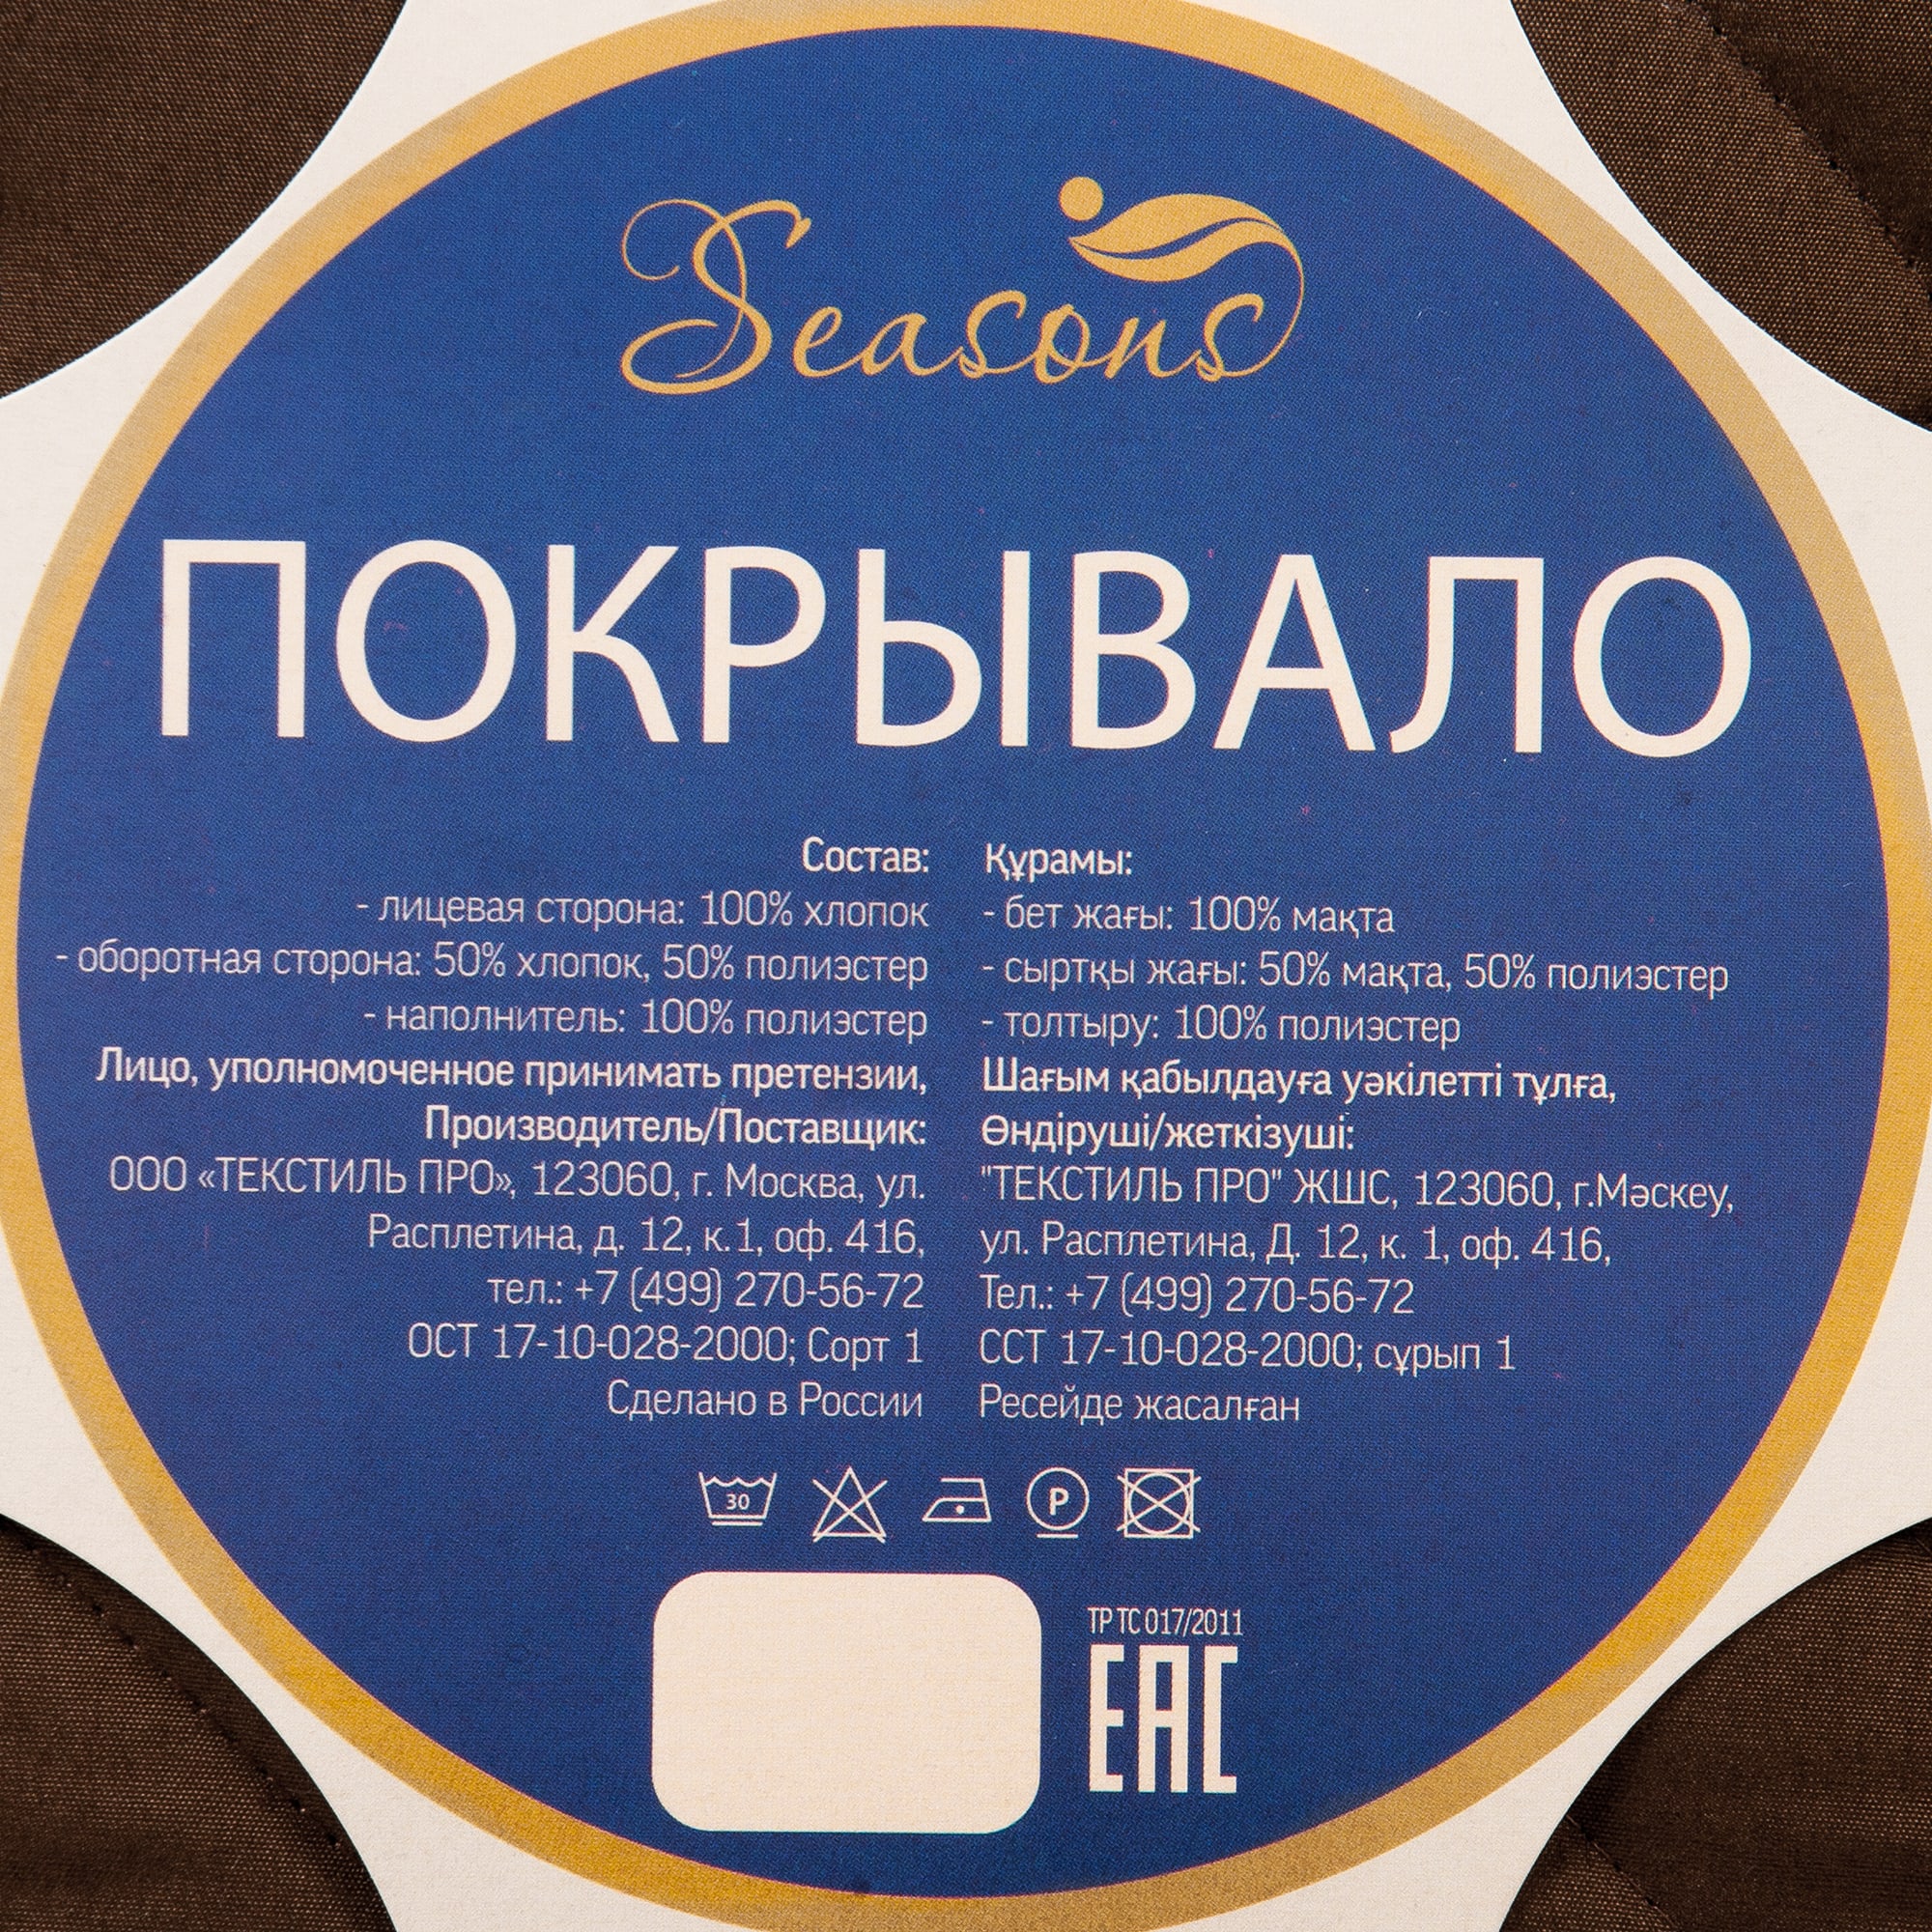 Seasons
ПОКРЫВАЛО
Состав:
- лицевая сторона: 100% хлопок
- оборотная сторона: 50% хлопок, 50% полиэстер
- наполнитель: 100% полиэстер
Лицо, уполномоченное принимать претензии,
Производитель/Поставщик:
ООО «ТЕКСТИЛЬ ПРО», 123060, г. Москва, ул.
Расплетина, д. 12, к.1, оф. 416,
тел.: +7 (499) 270-56-72
ОСТ 17-10-028-2000; Сорт 1
Сделано в России
Құрамы:
- бет жағы: 100% мақта
- сыртқы жағы: 50% мақта, 50% полиэстер
- толтыру: 100% полиэстер
Шағым қабылдауға уәкілетті тұлға,
Өндіруші/жеткізуші:
"ТЕКСТИЛЬ ПРО" ЖШС, 123060, г.Мәскеу,
ул. Расплетина, Д. 12, к. 1, оф. 416,
Тел.: +7 (499) 270-56-72
ССТ 17-10-028-2000; сұрып 1
Ресейде жасалған
30 P
ТР ТС 017/2011
EAC